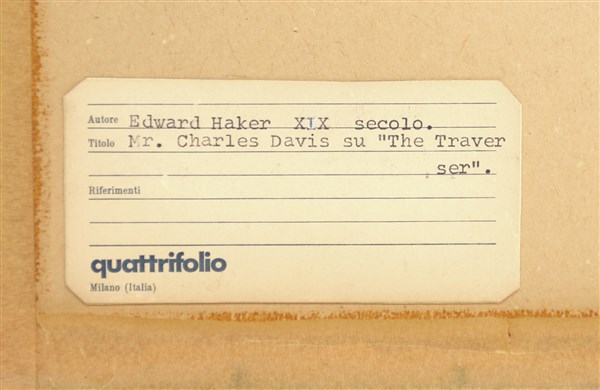 Autore Edward Haker XIX secolo.
Titolo Mr. Charles Davis su "The Traver
ser".
Riferimenti
quattrifolio
Milano (Italia)